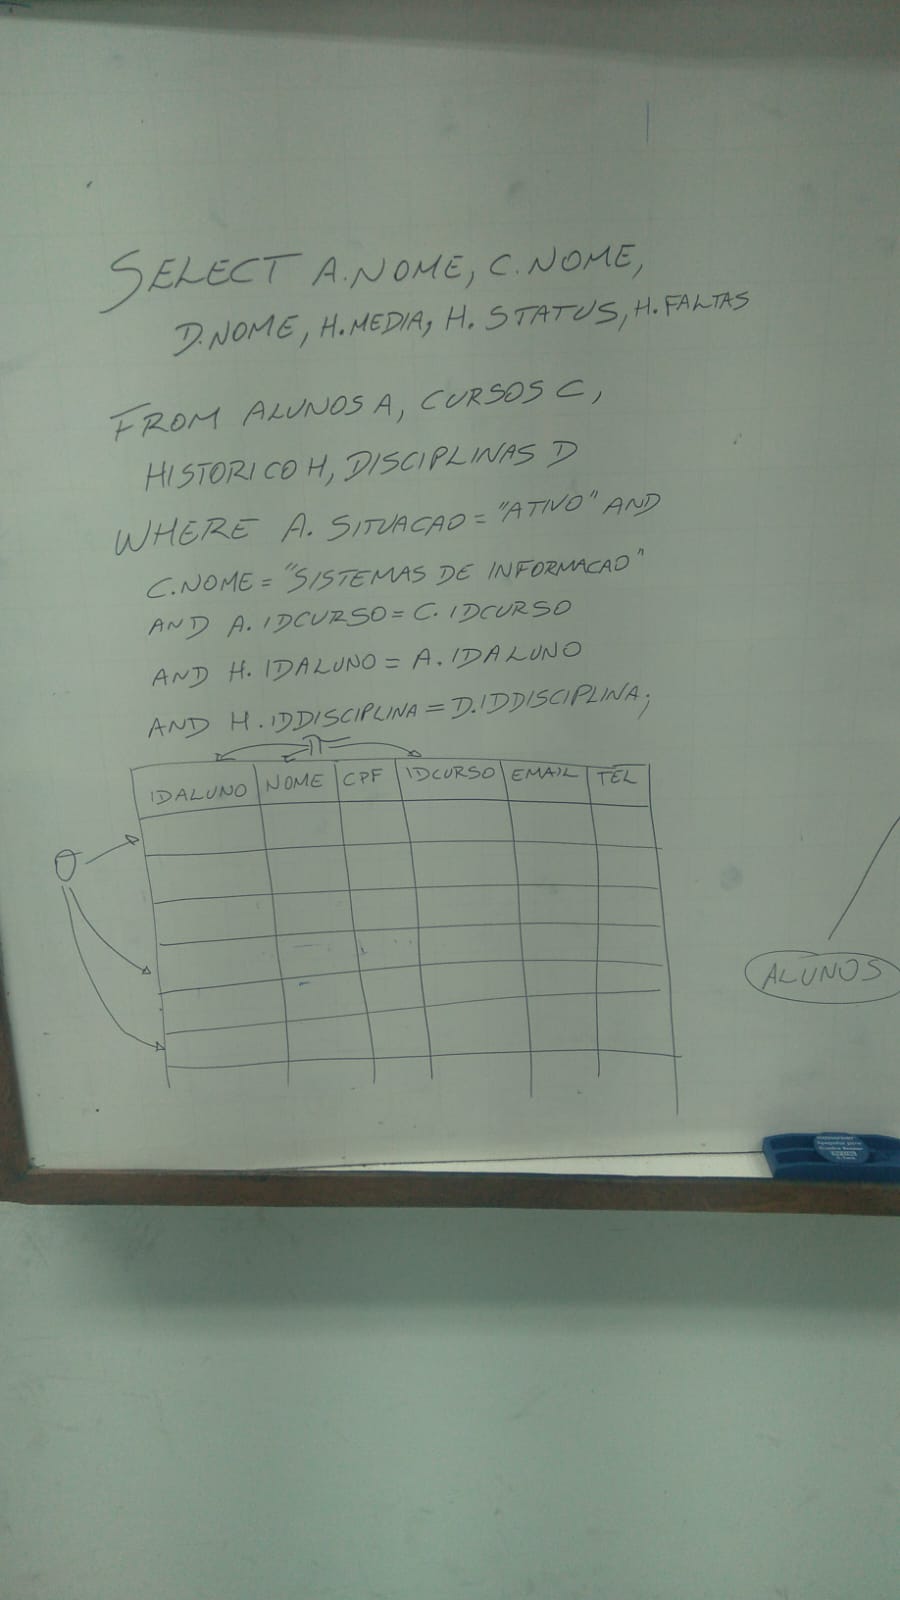 SELECT A.NOME, C.NOME,
D.NOME, H.MEDIA, H. STATUS, H.FALTAS
FROM ALUNOS A, CURSOS C,
HISTORICO H, DISCIPLINAS D
WHERE A. SITUACAO = "ATIVO" AND
C.NOME = "SISTEMAS DE INFORMACAO"
AND A. IDCURSO = C. IDCURSO
AND H. IDALUNO = A. IDALUNO
AND H. IDDISCIPLINA = D.IDDISCIPLINA;
π
IDALUNO NOME CPF IDCURSO EMAIL TEL
σ
ALUNOS